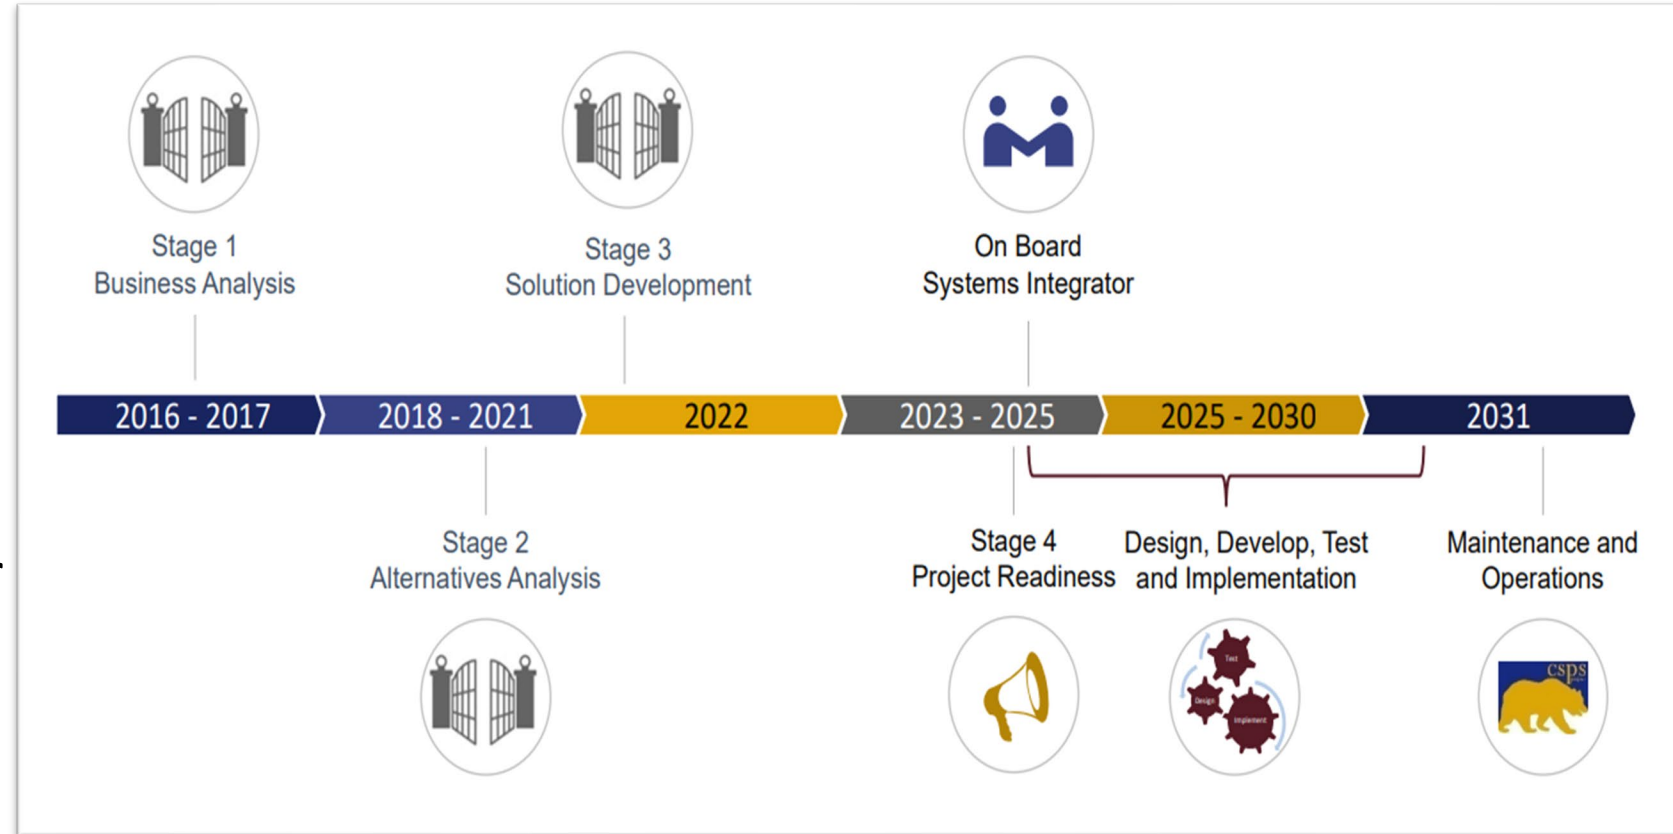 Stage 1
Business Analysis
Stage 3
Solution Development
On Board
Systems Integrator
2016 - 2017
2018 - 2021
2022
2023 - 2025
2025 - 2030
2031
Stage 2
Alternatives Analysis
Stage 4
Project Readiness
Design, Develop, Test
and Implementation
Maintenance and
Operations
Test
Design
Implement
csps